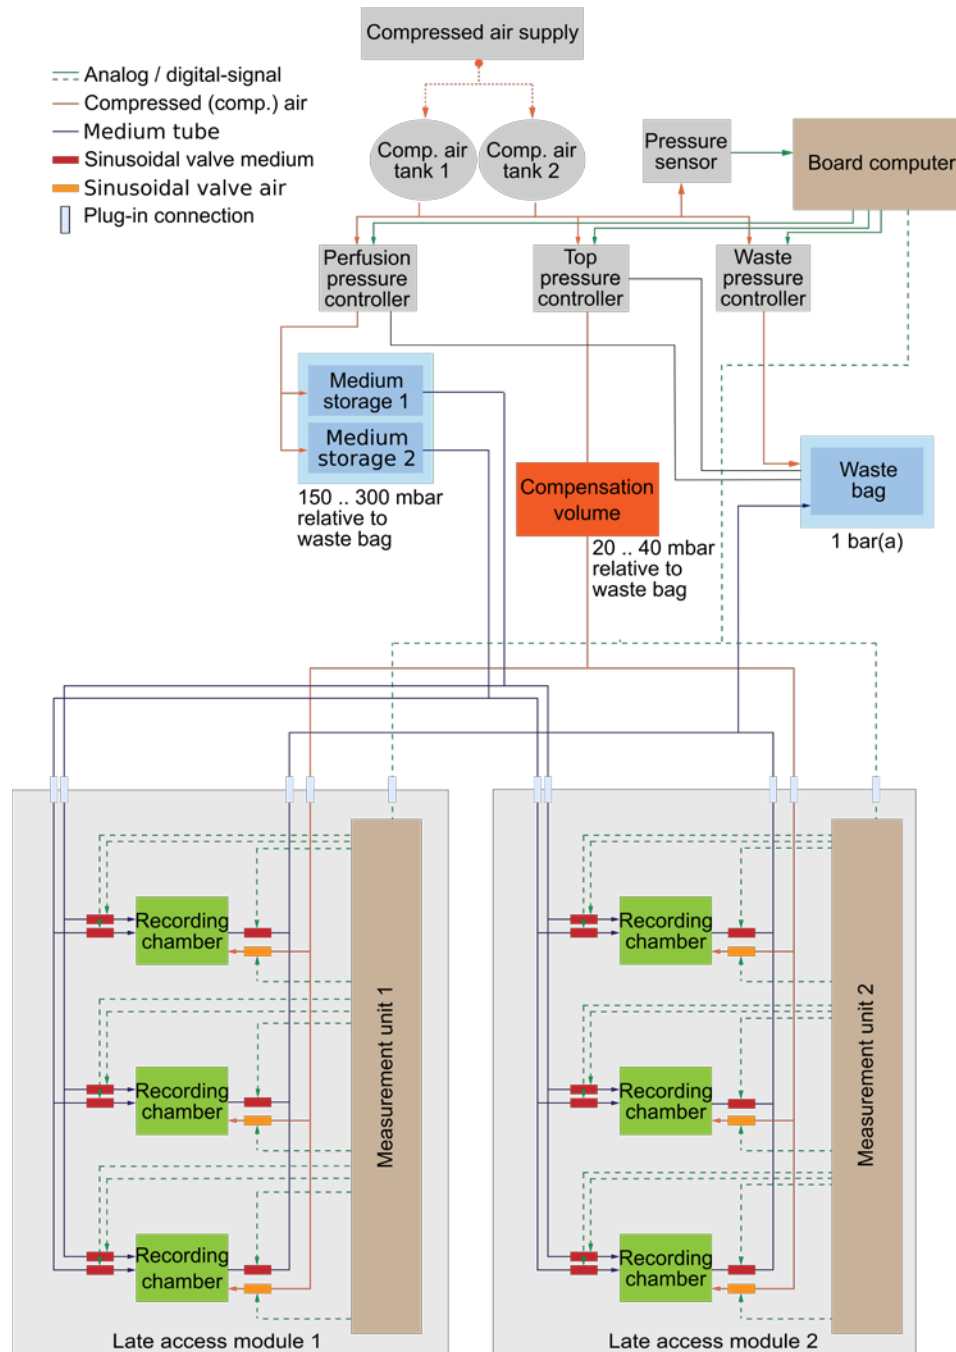 Compressed air supply
Analog / digital-signal
Compressed (comp.) air
Medium tube
Sinusoidal valve medium
Sinusoidal valve air
Plug-in connection
Comp. air
tank 1
Comp. air
tank 2
Pressure
sensor
Board computer
Perfusion
pressure
controller
Top
pressure
controller
Waste
pressure
controller
Medium
storage 1
Medium
storage 2
150 .. 300 mbar
relative to
waste bag
Compensation
volume
20 .. 40 mbar
relative to
waste bag
Waste
bag
1 bar(a)
Recording
chamber
Recording
chamber
Recording
chamber
Measurement unit 1
Late access module 1
Recording
chamber
Recording
chamber
Recording
chamber
Measurement unit 2
Late access module 2